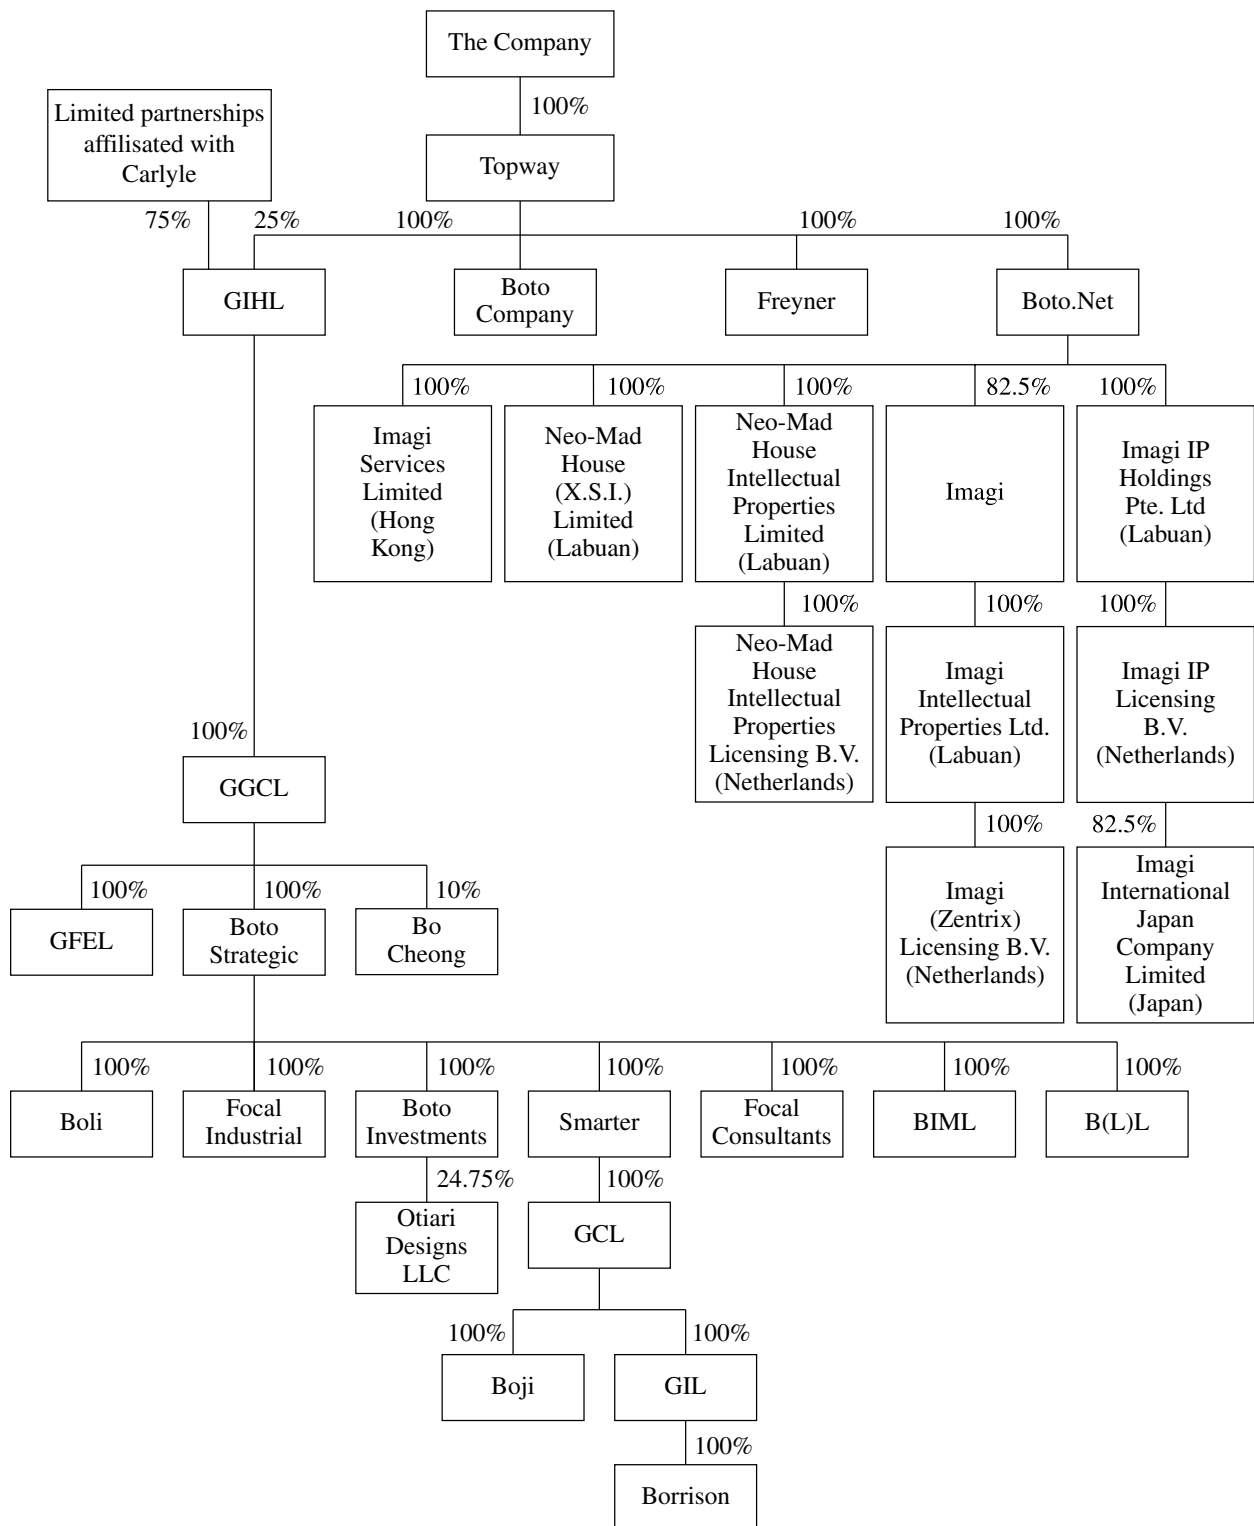 The Company
100%
Limited partnerships
affilisated with
Carlyle
Topway
75%
25%
100%
100%
100%
GIHL
Boto
Company
Freyner
Boto.Net
100%
100%
100%
82.5%
100%
Imagi
Services
Limited
(Hong
Kong)
Neo-Mad
House
(X.S.I.)
Limited
(Labuan)
Neo-Mad
House
Intellectual
Properties
Limited
(Labuan)
Imagi
Imagi IP
Holdings
Pte. Ltd
(Labuan)
100%
100%
100%
Neo-Mad
House
Intellectual
Properties
Licensing B.V.
(Netherlands)
Imagi
Intellectual
Properties Ltd.
(Labuan)
Imagi IP
Licensing
B.V.
(Netherlands)
100%
GGCL
100%
82.5%
Imagi
(Zentrix)
Licensing B.V.
(Netherlands)
Imagi
International
Japan
Company
Limited
(Japan)
100%
100%
10%
GFEL
Boto
Strategic
Bo
Cheong
100%
100%
100%
100%
100%
100%
100%
Boli
Focal
Industrial
Boto
Investments
Smarter
Focal
Consultants
BIML
B(L)L
24.75%
100%
Otiari
Designs
LLC
GCL
100%
100%
Boji
GIL
100%
Borrison